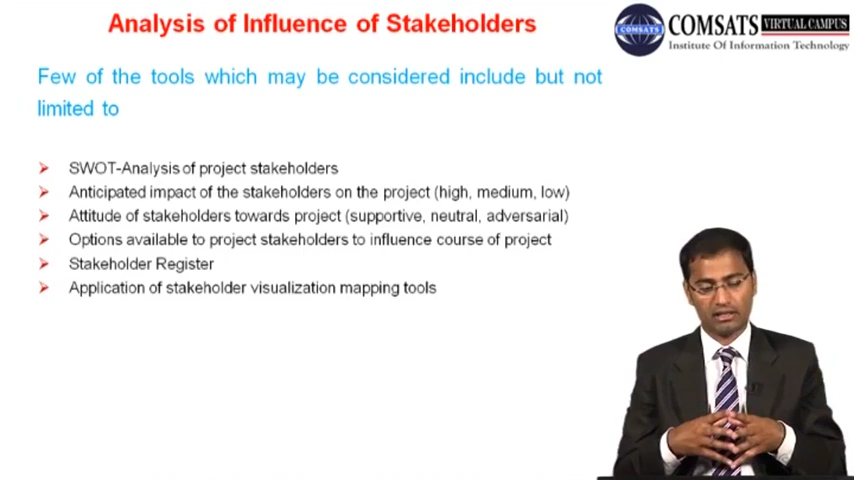 Analysis of Influence of Stakeholders
COMSATS
COMSATS VIRTUAL CAMPUS
Institute Of Information Technology
Few of the tools which may be considered include but not
limited to
SWOT-Analysis of project stakeholders
Anticipated impact of the stakeholders on the project (high, medium, low)
Attitude of stakeholders towards project (supportive, neutral, adversarial)
Options available to project stakeholders to influence course of project
Stakeholder Register
Application of stakeholder visualization mapping tools